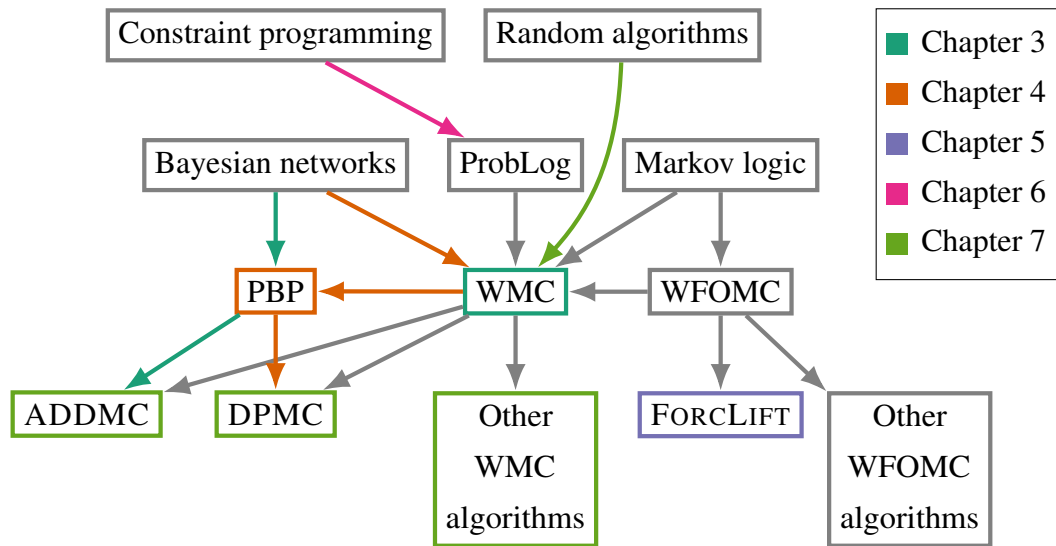 Constraint programming
Random algorithms
Chapter 3
Chapter 4
Chapter 5
Chapter 6
Chapter 7
Bayesian networks
ProbLog
Markov logic
PBP
WMC
WFOMC
ADDMC
DPMC
Other
WMC
algorithms
FORCLIFT
Other
WFOMC
algorithms